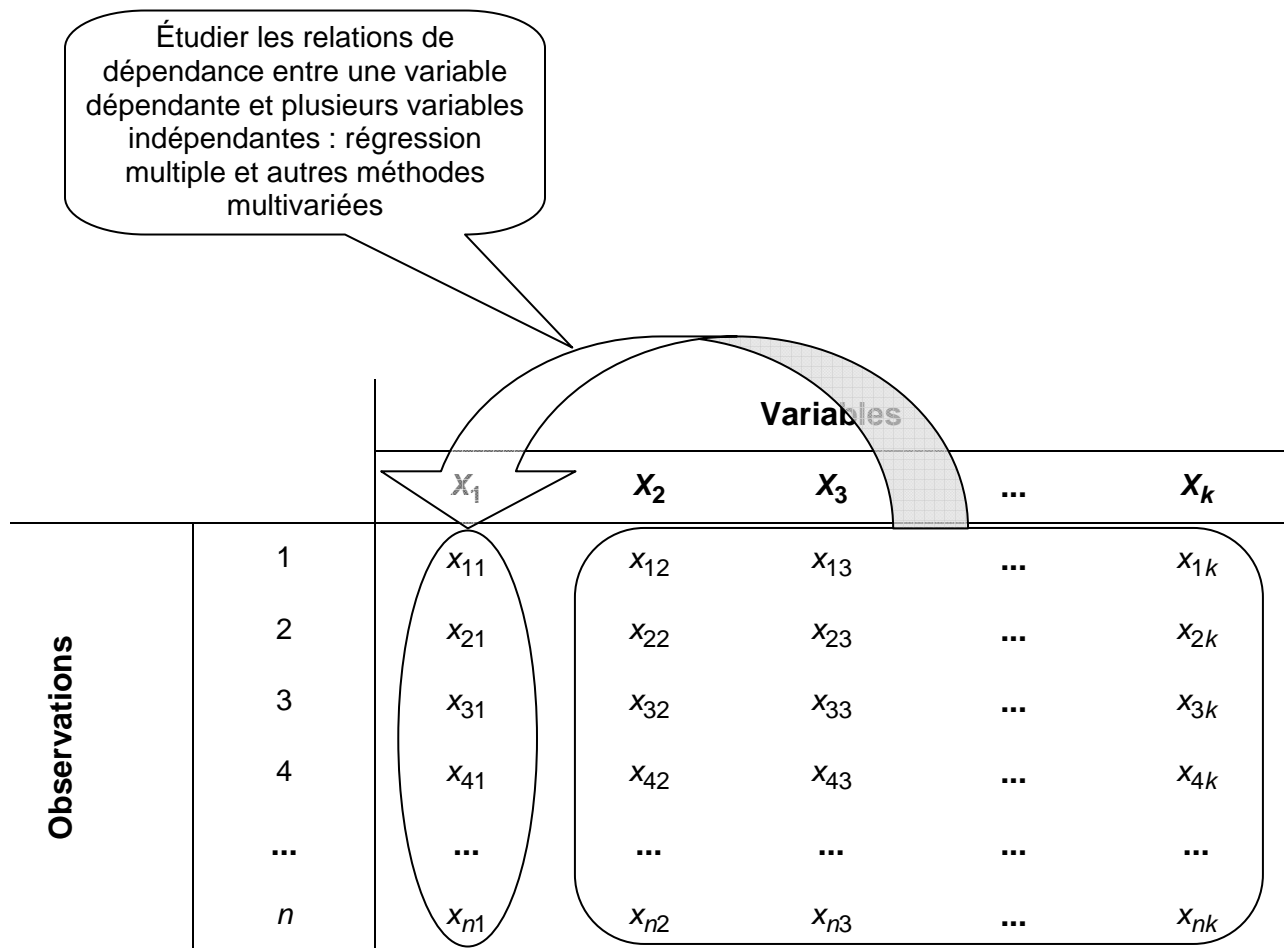 Étudier les relations de
dépendance entre une variable
dépendante et plusieurs variables
indépendantes : régression
multiple et autres méthodes
multivariées
Variables
X1 X2 X3 ... Xk
Observations
1 x11 x12 x13 ... x1k
2 x21 x22 x23 ... x2k
3 x31 x32 x33 ... x3k
4 x41 x42 x43 ... x4k
... ... ... ... ... ...
n xn1 xn2 xn3 ... xnk